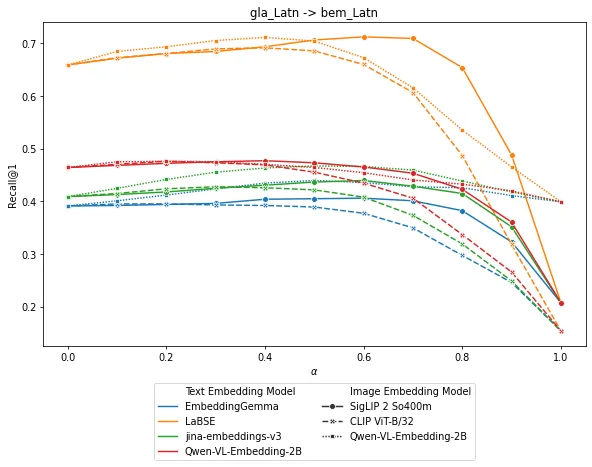 gla_Latn -> bem_Latn
Recall@1
0.7
0.6
0.5
0.4
0.3
0.2
0.0 0.2 0.4 0.6 0.8 1.0
α
Text Embedding Model Image Embedding Model
EmbeddingGemma SigLIP 2 So400m
LaBSE CLIP ViT-B/32
jina-embeddings-v3 Qwen-VL-Embedding-2B
Qwen-VL-Embedding-2B